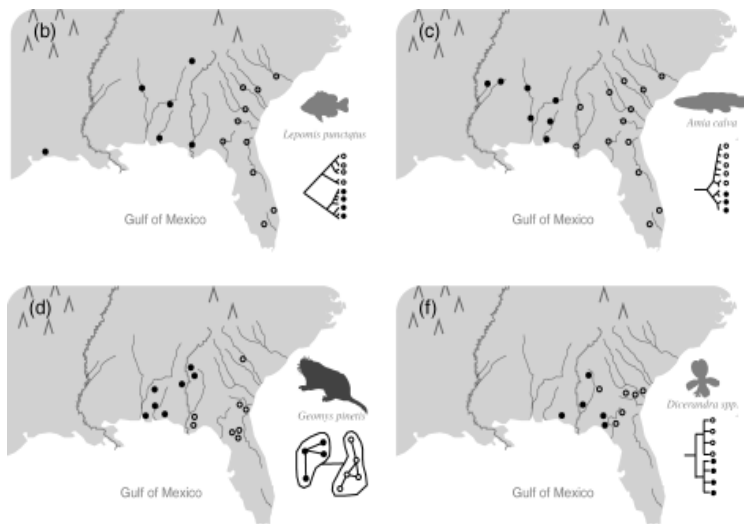 (b)
Lepomis punctatus
Gulf of Mexico
(c)
Amia calva
Gulf of Mexico
(d)
Geomys pinetis
Gulf of Mexico
(f)
Dicerandra spp.
Gulf of Mexico